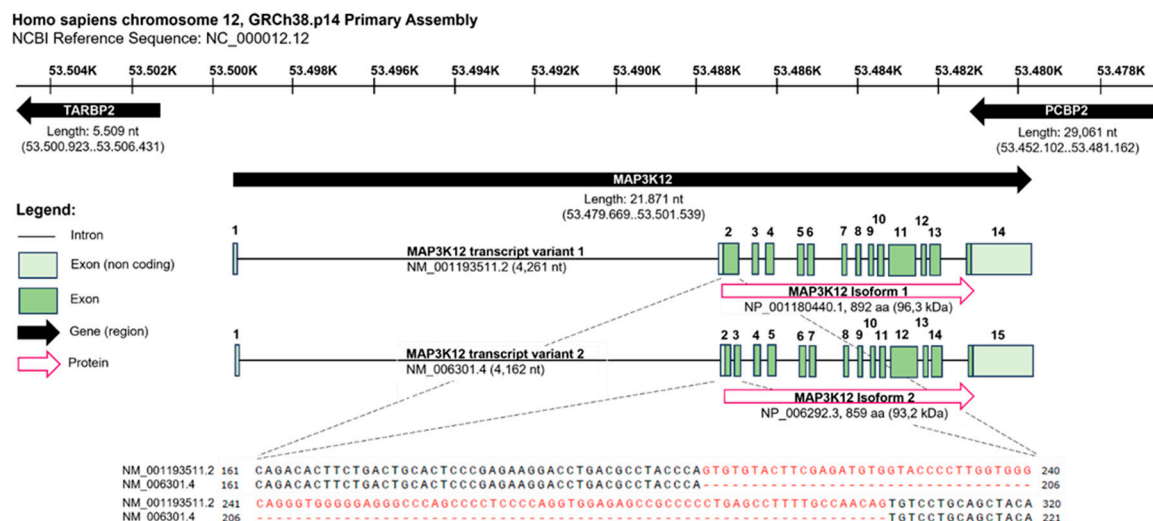 Homo sapiens chromosome 12, GRCh38.p14 Primary Assembly
NCBI Reference Sequence: NC_000012.12
53.504K 53.502K 53.500K 53.498K 53.496K 53.494K 53.492K 53.490K 53.488K 53.486K 53.484K 53.482K 53.480K 53.478K
TARBP2 PCBP2
Length: 5.509 nt Length: 29,061 nt
(53.500.923..53.506.431) (53.452.102..53.481.162)
MAP3K12
Length: 21.871 nt
(53.479.669..53.501.539)
Legend:
Intron
Exon (non coding)
Exon
Gene (region)
Protein
1 2 3 4 5 6 7 8 9 10 11 12 13 14
MAP3K12 transcript variant 1
NM_001193511.2 (4,261 nt)
MAP3K12 Isoform 1
NP_001180440.1, 892 aa (96,3 kDa)
1 2 3 4 5 6 7 8 9 10 11 12 13 14 15
MAP3K12 transcript variant 2
NM_006301.4 (4,162 nt)
MAP3K12 Isoform 2
NP_006292.3, 859 aa (93,2 kDa)
NM_001193511.2 161 CAGACACTTCTGACTGCACTCCCGAGAAGGACCTGACGCCTACCCAGTGTGTACTTCGAGATGTGGTACCCCTTGGTGGG 240
NM_006301.4 161 CAGACACTTCTGACTGCACTCCCGAGAAGGACCTGACGCCTACCCA---------------------------------- 206
NM_001193511.2 241 CAGGGTGGGGGAGGGCCCAGCCCCTCCCCAGGTGGAGAGCCGCCCCCTGAGCCTTTTGCCAACAGTGTCCTGCAGCTACA 320
NM_006301.4 206 -----------------------------------------------------------------TGTCCTGCAGCTACA 221